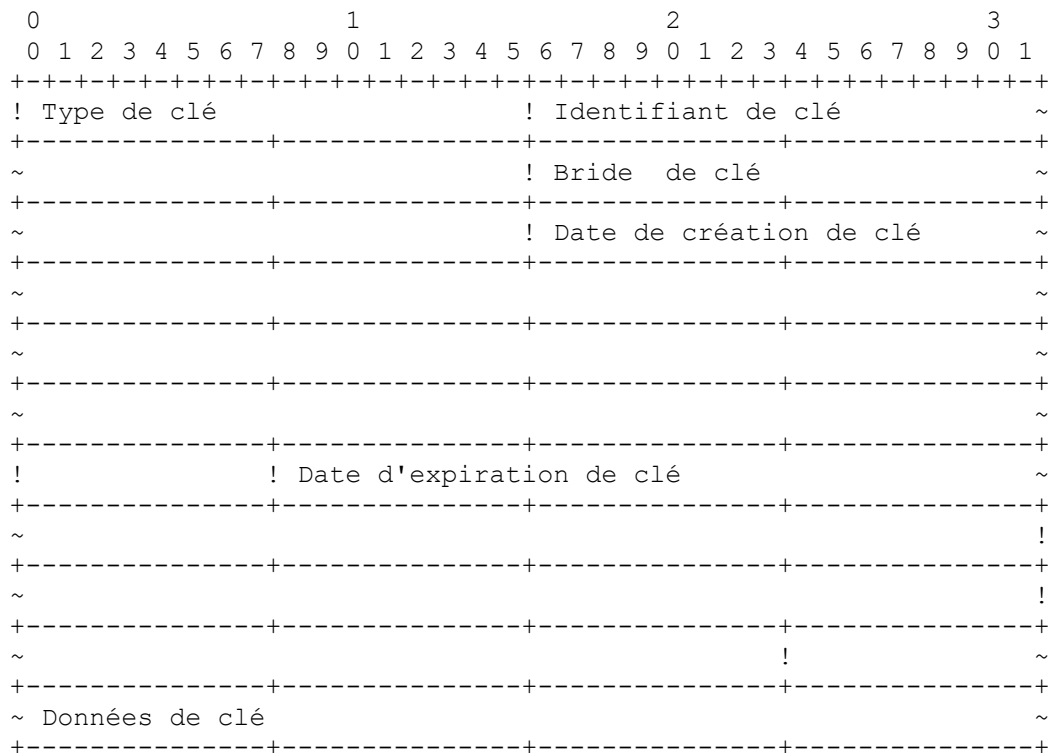 0                   1                   2                   3
0 1 2 3 4 5 6 7 8 9 0 1 2 3 4 5 6 7 8 9 0 1 2 3 4 5 6 7 8 9 0 1
+-+-+-+-+-+-+-+-+-+-+-+-+-+-+-+-+-+-+-+-+-+-+-+-+-+-+-+-+-+-+-+-+
! Type de clé                   ! Identifiant de clé            ~
+---------------+---------------+---------------+---------------+
~                               ! Bride  de clé                 ~
+---------------+---------------+---------------+---------------+
~                               ! Date de création de clé       ~
+---------------+---------------+---------------+---------------+
~                                                               ~
+---------------+---------------+---------------+---------------+
~                                                               ~
+---------------+---------------+---------------+---------------+
~                                                               ~
+---------------+---------------+---------------+---------------+
!               ! Date d'expiration de clé                      ~
+---------------+---------------+---------------+---------------+
~                                                               !
+---------------+---------------+---------------+---------------+
~                                                               !
+---------------+---------------+---------------+---------------+
~                                               !               ~
+---------------+---------------+---------------+---------------+
~ Données de clé                                                ~
+---------------+---------------+---------------+---------------+